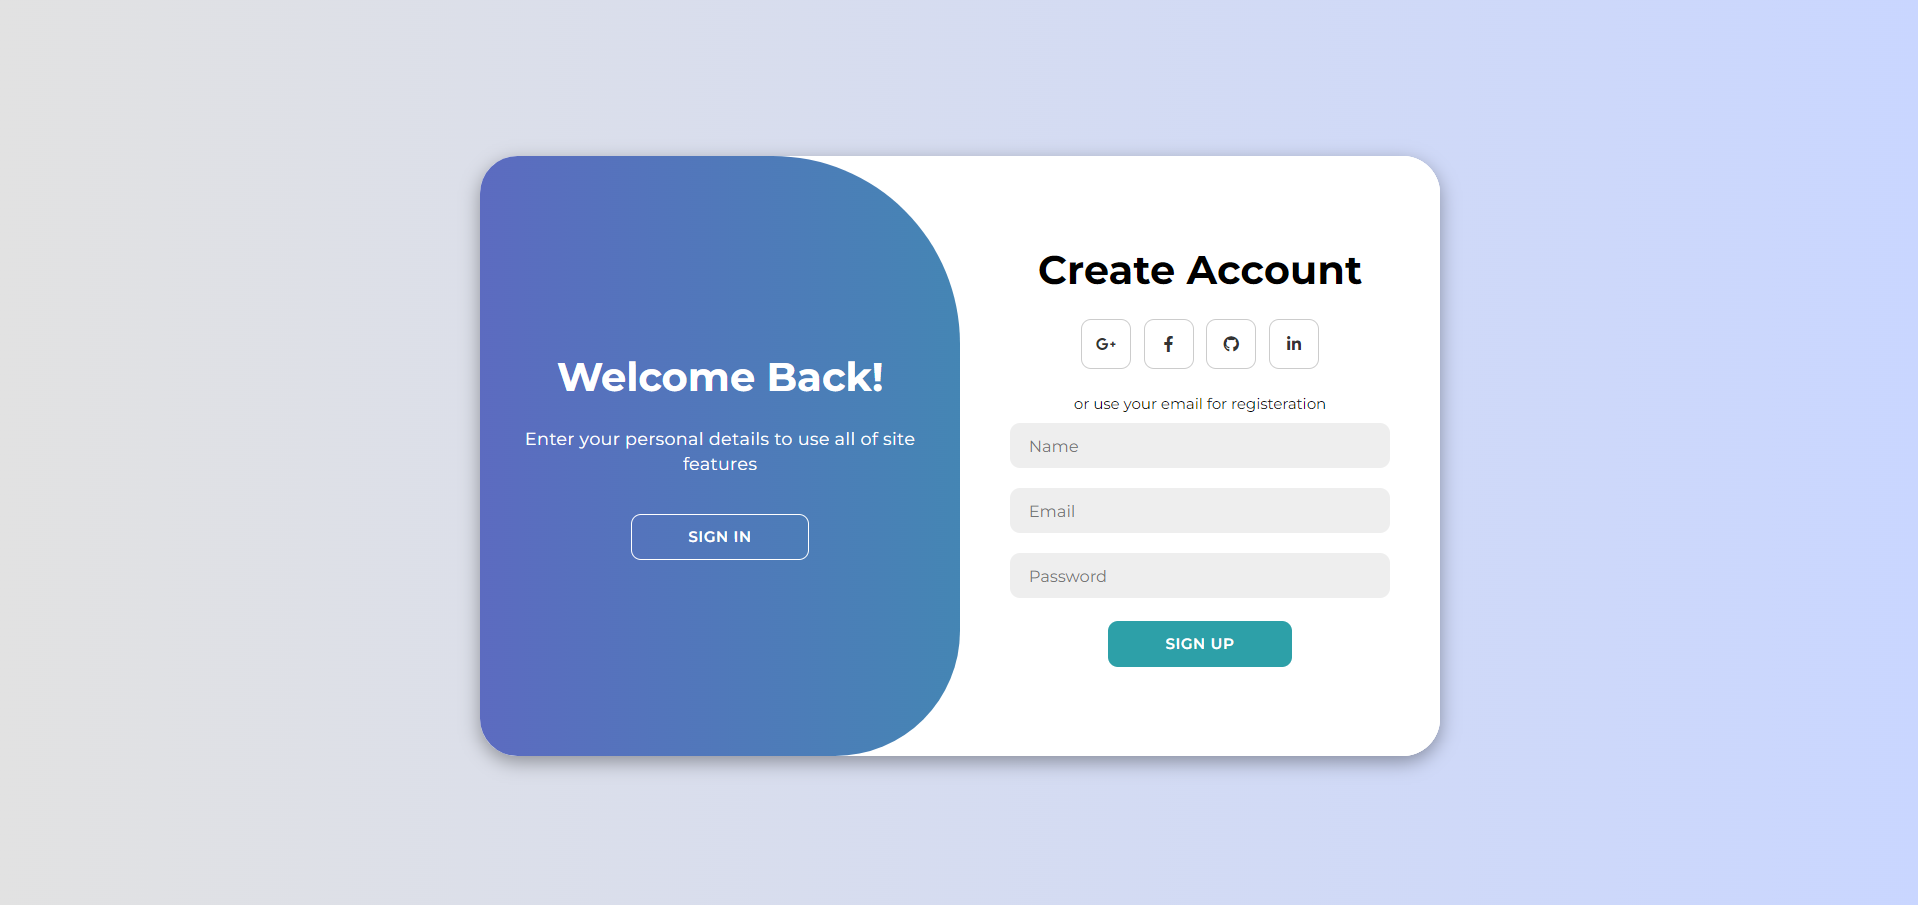 Welcome Back!
Enter your personal details to use all of site
features
SIGN IN
Create Account
G+
f
in
or use your email for registeration
Name
Email
Password
SIGN UP